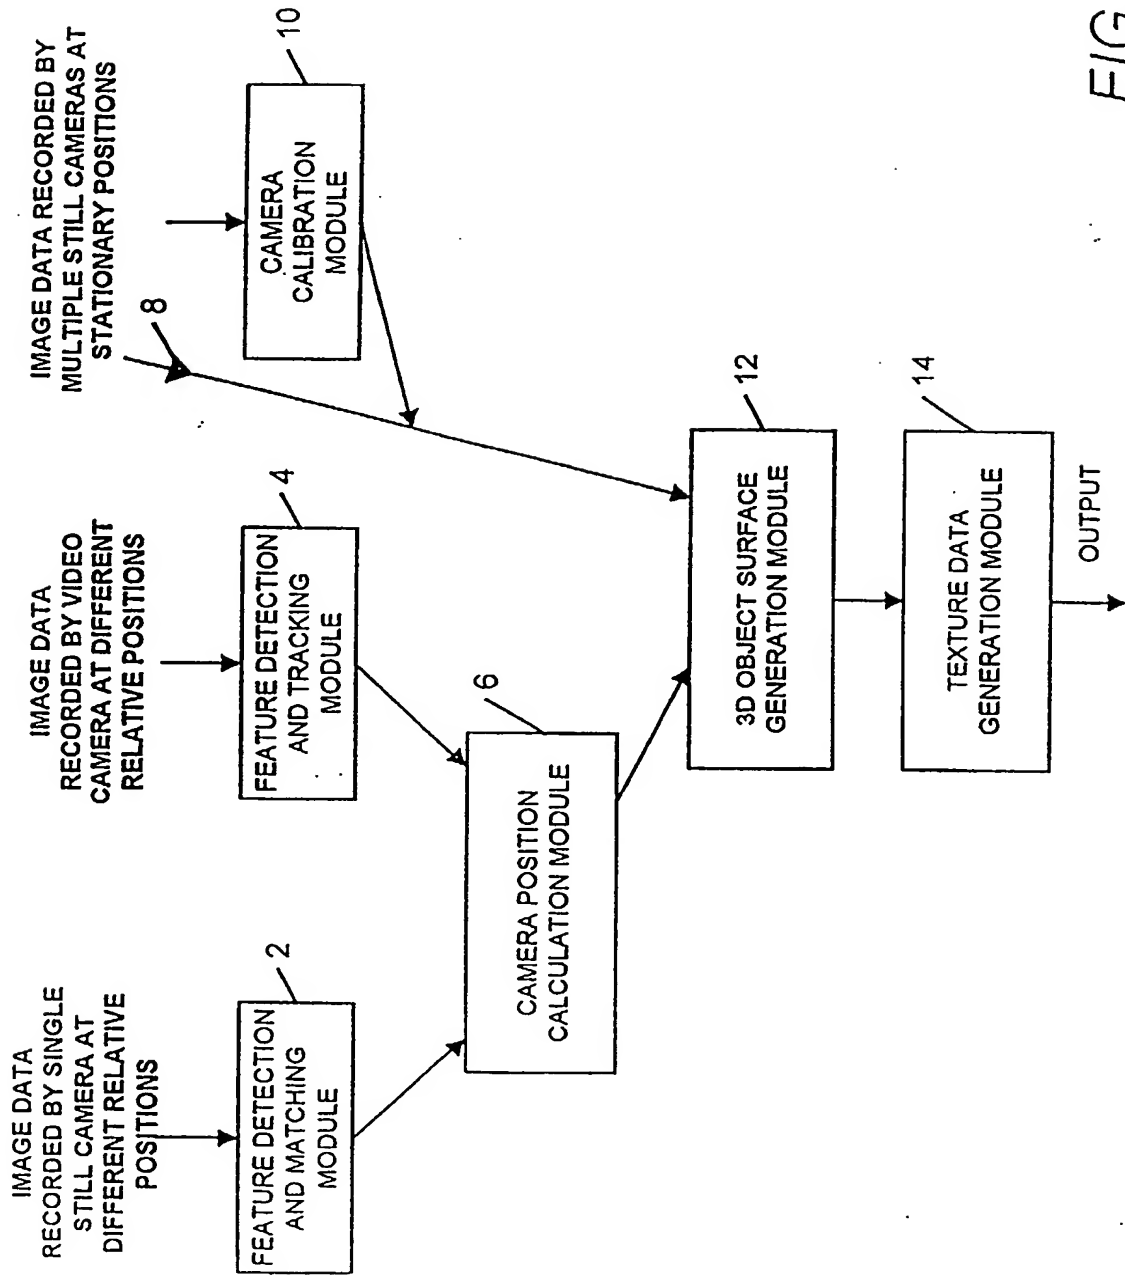 IMAGE DATA
RECORDED BY SINGLE
STILL CAMERA AT
DIFFERENT RELATIVE
POSITIONS
IMAGE DATA
RECORDED BY VIDEO
CAMERA AT DIFFERENT
RELATIVE POSITIONS
IMAGE DATA RECORDED BY
MULTIPLE STILL CAMERAS AT
STATIONARY POSITIONS
8
2
FEATURE DETECTION
AND MATCHING
MODULE
4
FEATURE DETECTION
AND TRACKING
MODULE
10
CAMERA
CALIBRATION
MODULE
6
CAMERA POSITION
CALCULATION MODULE
12
3D OBJECT SURFACE
GENERATION MODULE
14
TEXTURE DATA
GENERATION MODULE
OUTPUT
FIG